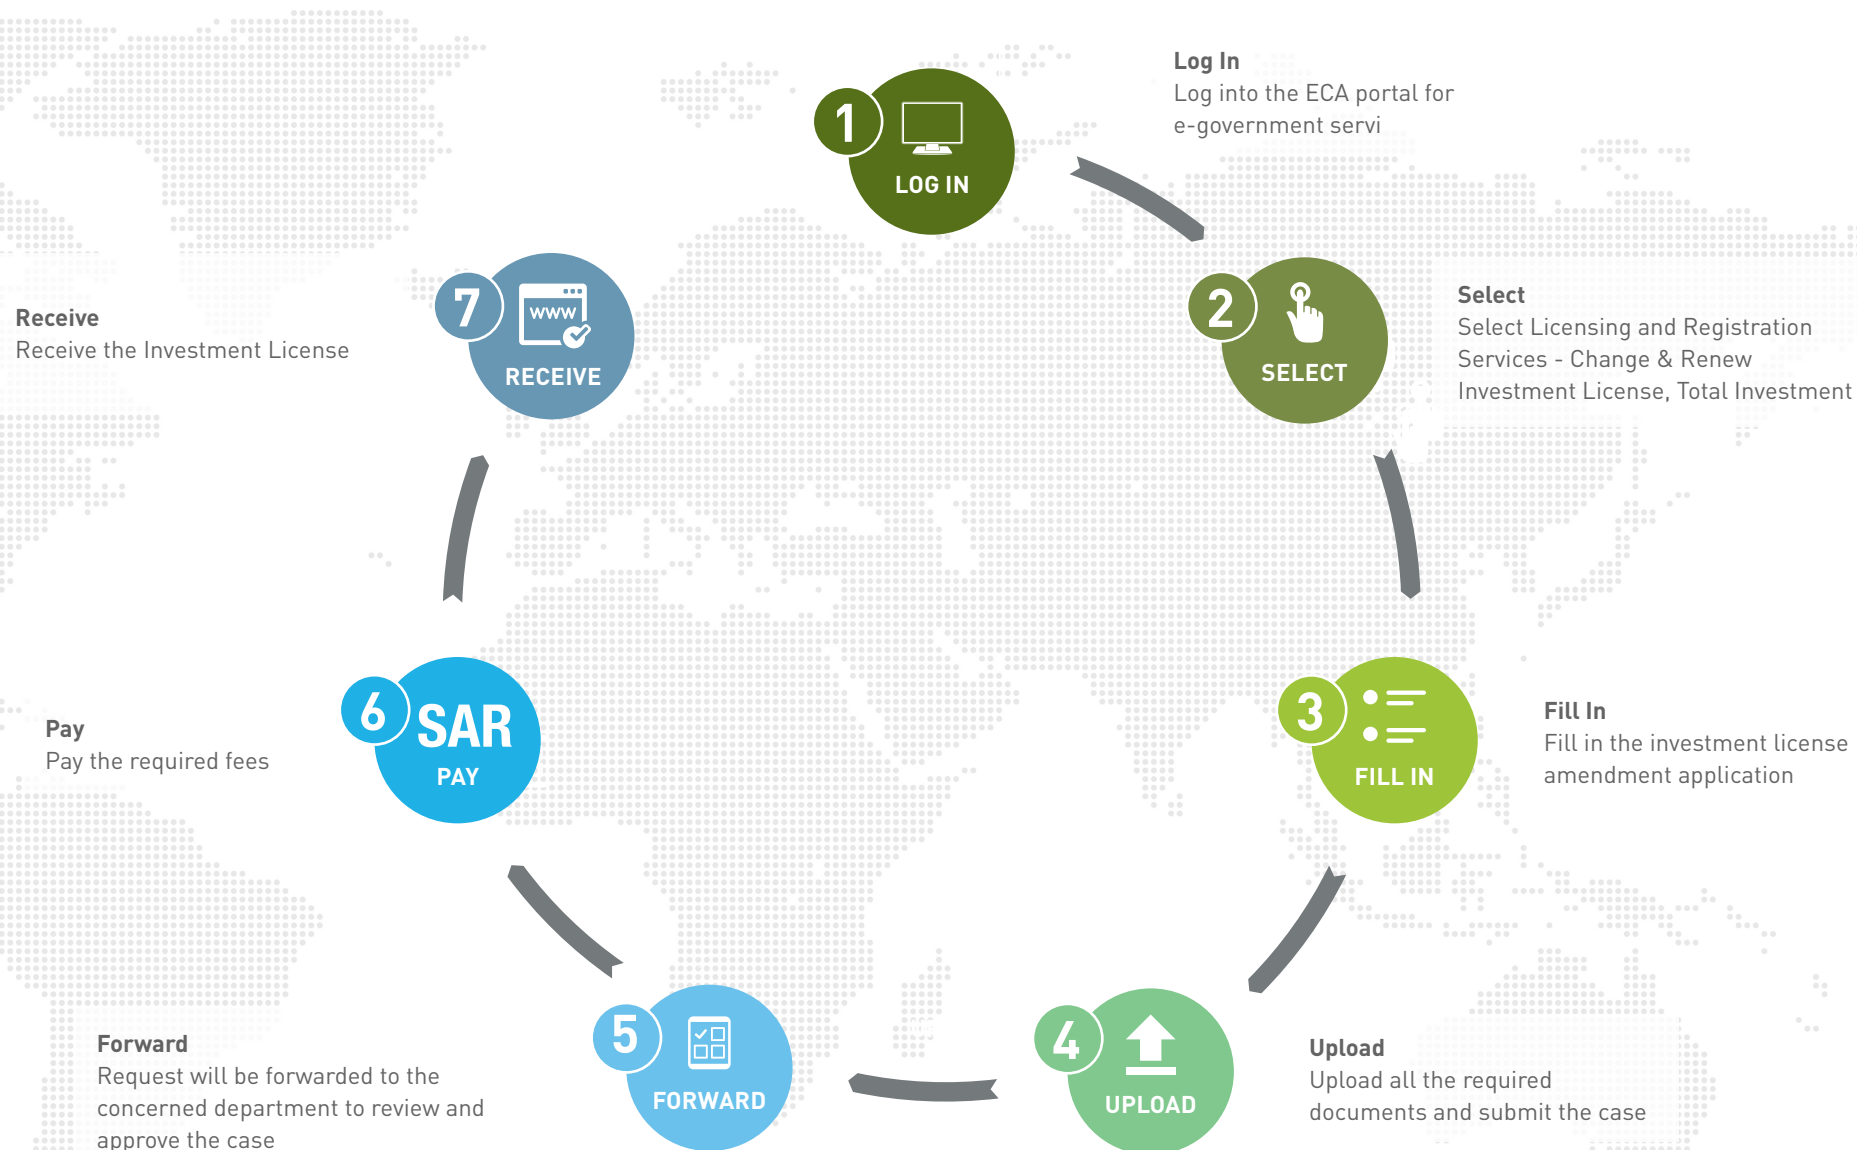 1
LOG IN
Log In
Log into the ECA portal for
e-government servi
2
SELECT
Select
Select Licensing and Registration
Services - Change & Renew
Investment License, Total Investment
3
FILL IN
Fill In
Fill in the investment license
amendment application
4
UPLOAD
Upload
Upload all the required
documents and submit the case
5
FORWARD
Forward
Request will be forwarded to the
concerned department to review and
approve the case
6
SAR
PAY
Pay
Pay the required fees
7
WWW
RECEIVE
Receive
Receive the Investment License